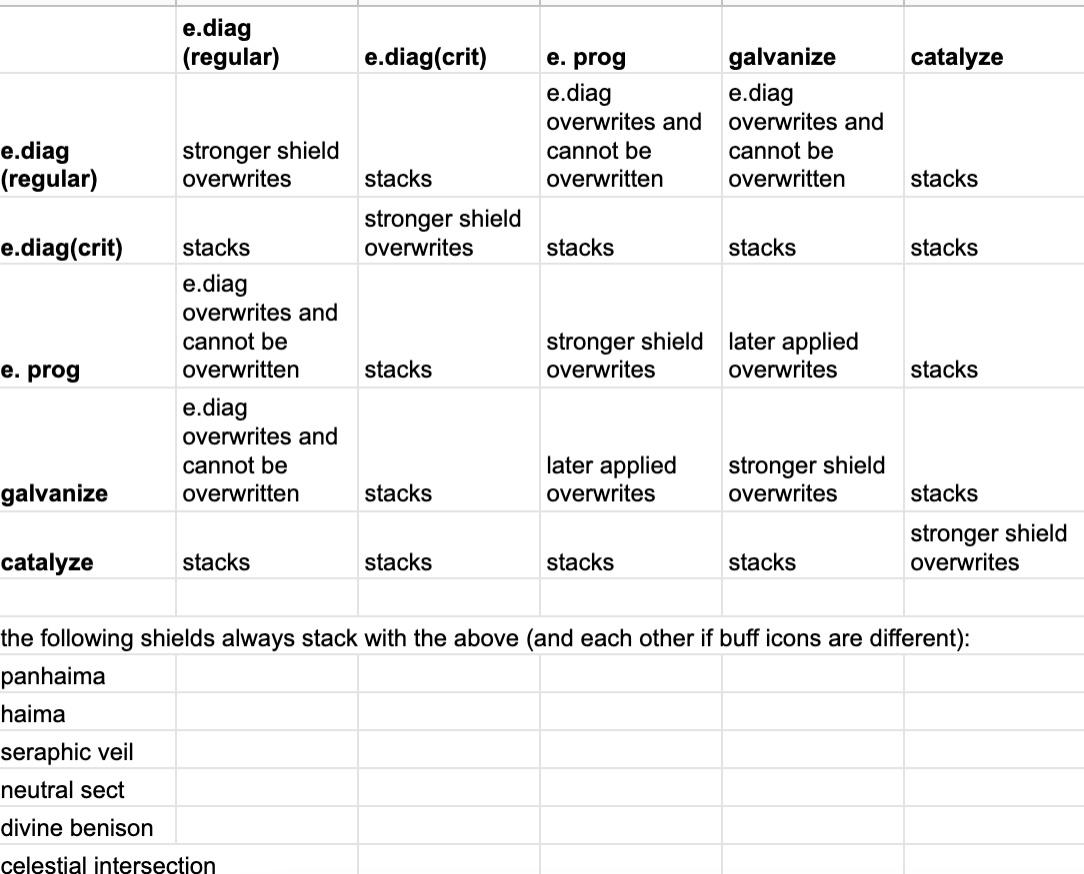 e.diag
(regular)
e.diag(crit)
e. prog
galvanize
catalyze
e.diag
(regular)
stronger shield
overwrites
stacks
e.diag
overwrites and
cannot be
overwritten
e.diag
overwrites and
cannot be
overwritten
stacks
e.diag(crit)
stacks
stronger shield
overwrites
stacks
stacks
stacks
e. prog
e.diag
overwrites and
cannot be
overwritten
stacks
stronger shield
overwrites
later applied
overwrites
stacks
galvanize
e.diag
overwrites and
cannot be
overwritten
stacks
later applied
overwrites
stronger shield
overwrites
stacks
catalyze
stacks
stacks
stacks
stacks
stronger shield
overwrites
the following shields always stack with the above (and each other if buff icons are different):
panhaima
haima
seraphic veil
neutral sect
divine benison
celestial intersection